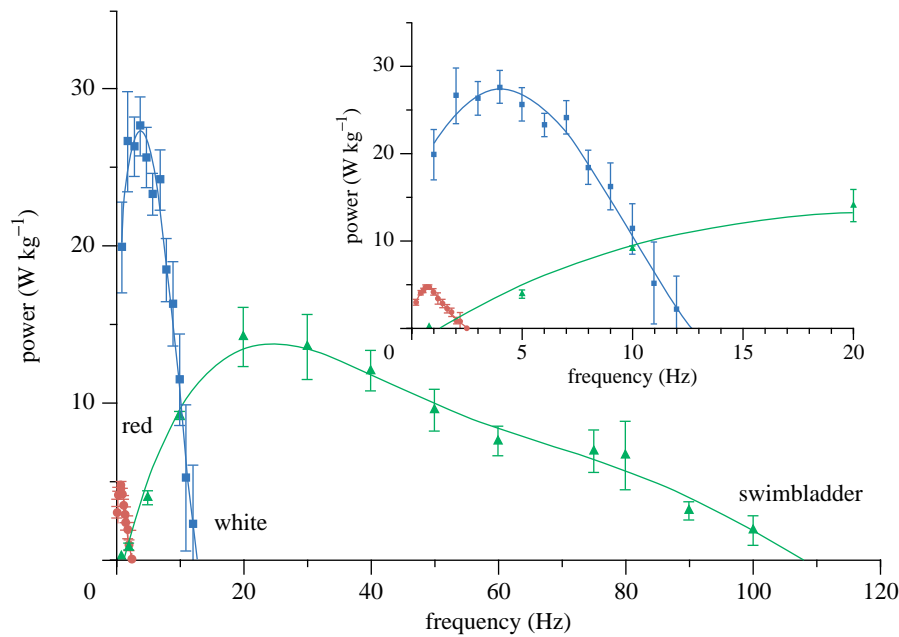 30
20
10
0
power (W kg⁻¹)
0
20
40
60
80
100
120
frequency (Hz)
red
white
swimbladder
30
20
10
0
power (W kg⁻¹)
5
10
15
20
frequency (Hz)